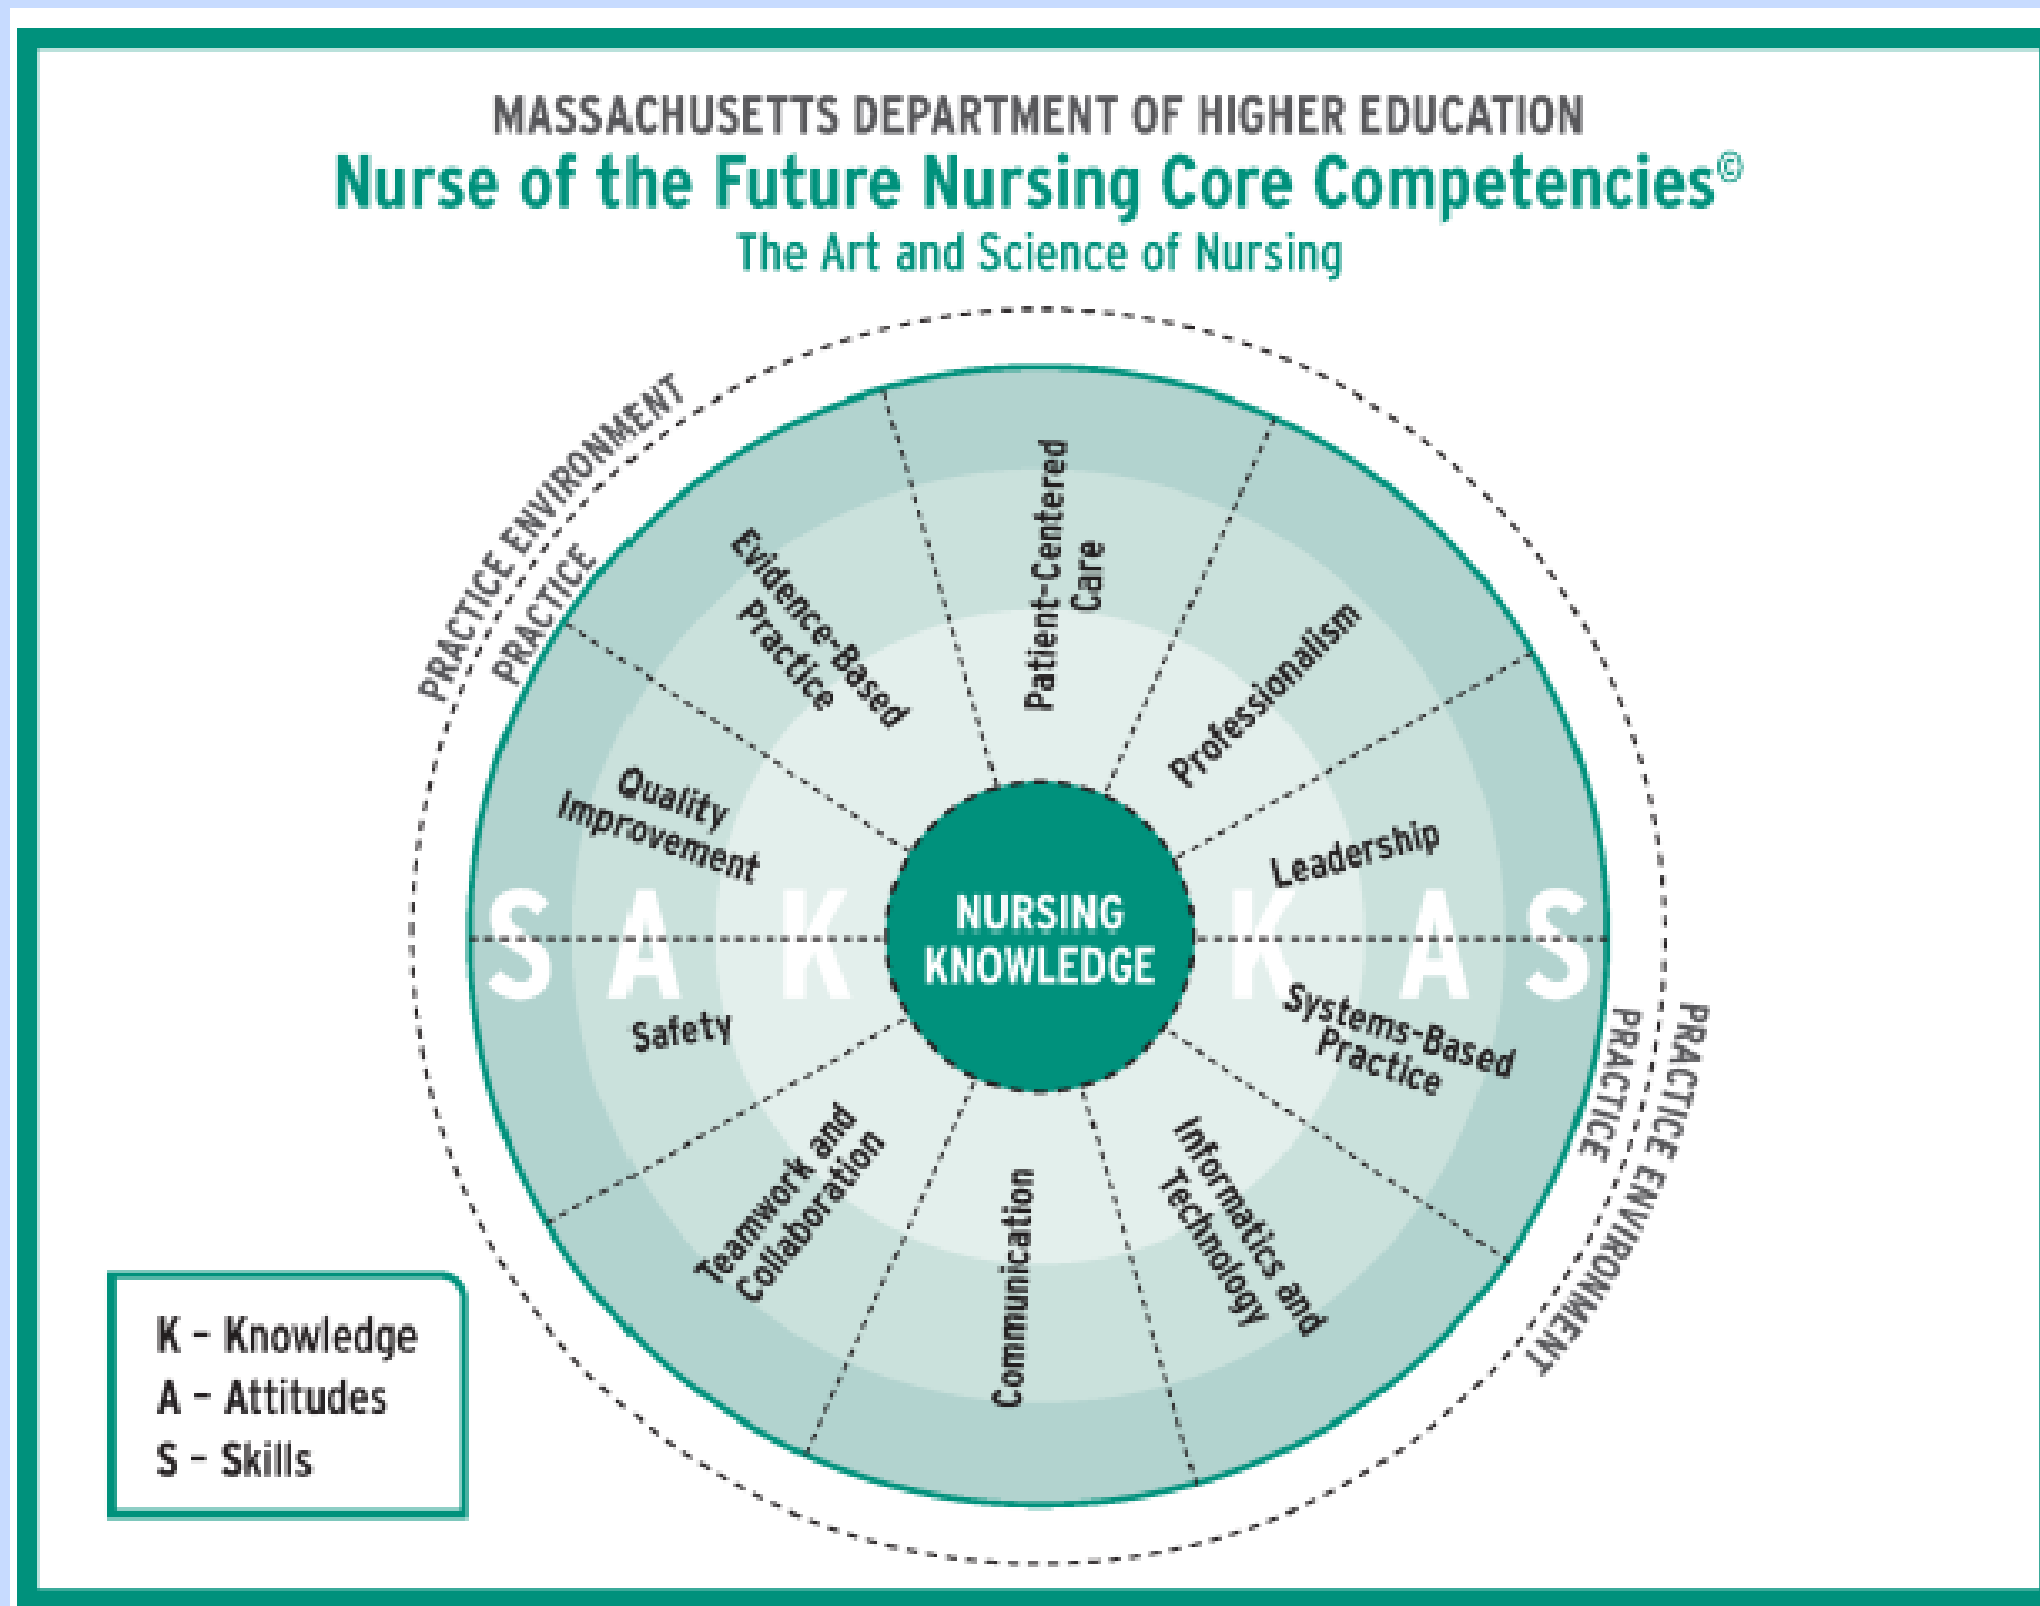 MASSACHUSETTS DEPARTMENT OF HIGHER EDUCATION
Nurse of the Future Nursing Core Competencies©
The Art and Science of Nursing
PRACTICE ENVIRONMENT
PRACTICE
Patient-Centered
Care
Professionalism
Leadership
Systems-Based
Practice
Informatics and
Technology
Communication
Teamwork and
Collaboration
Safety
Quality
Improvement
Evidence-Based
Practice
S A K
NURSING
KNOWLEDGE
K A S
PRACTICE
PRACTICE ENVIRONMENT
K – Knowledge
A – Attitudes
S – Skills